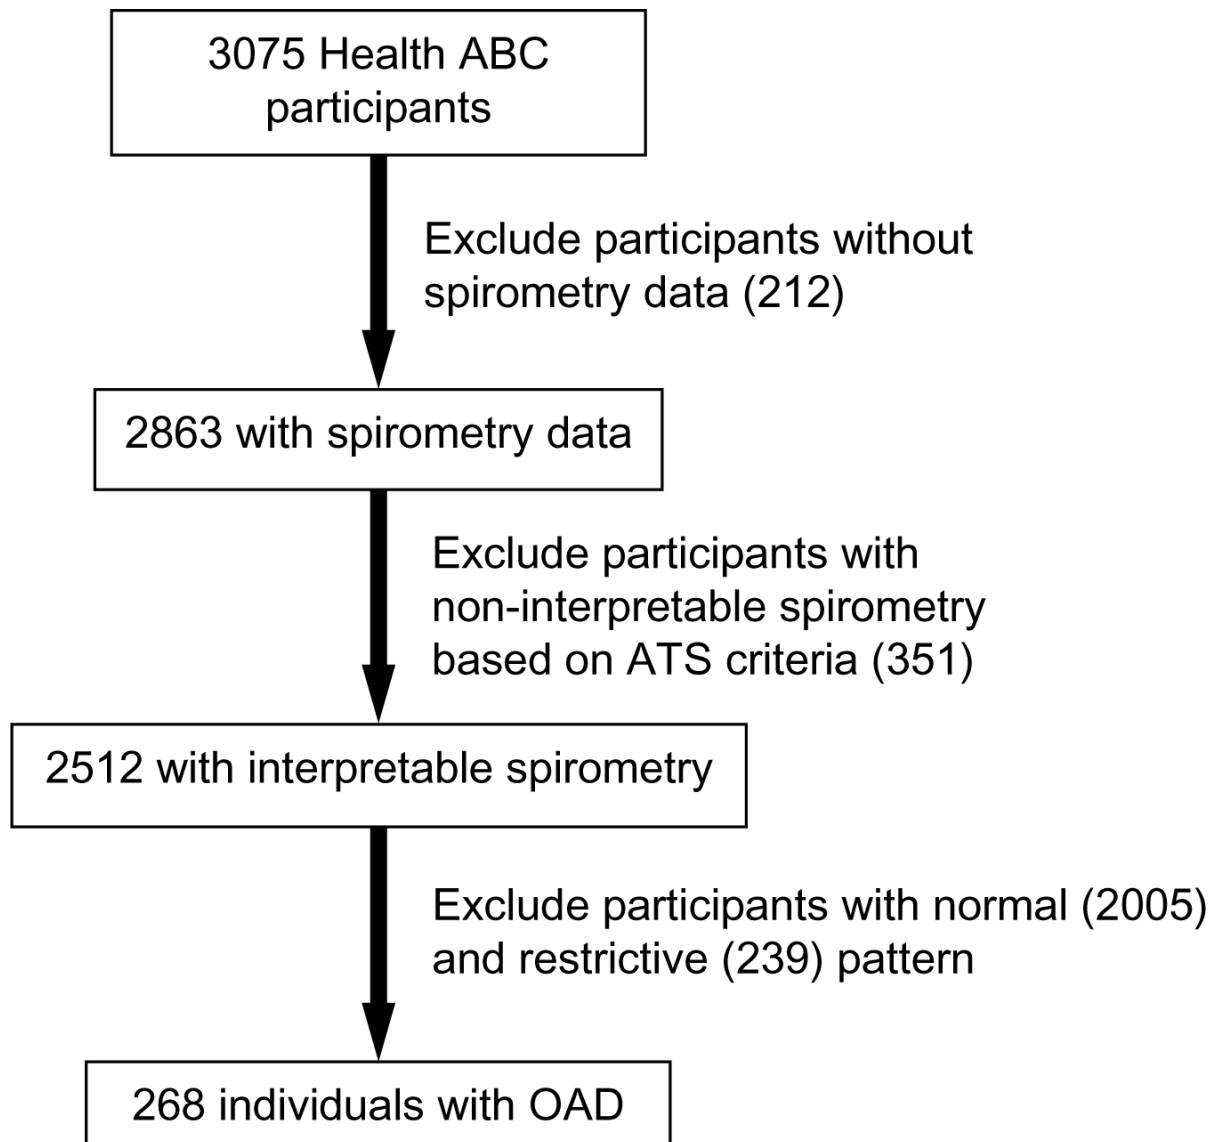 3075 Health ABC
participants
Exclude participants without
spirometry data (212)
2863 with spirometry data
Exclude participants with
non-interpretable spirometry
based on ATS criteria (351)
2512 with interpretable spirometry
Exclude participants with normal (2005)
and restrictive (239) pattern
268 individuals with OAD